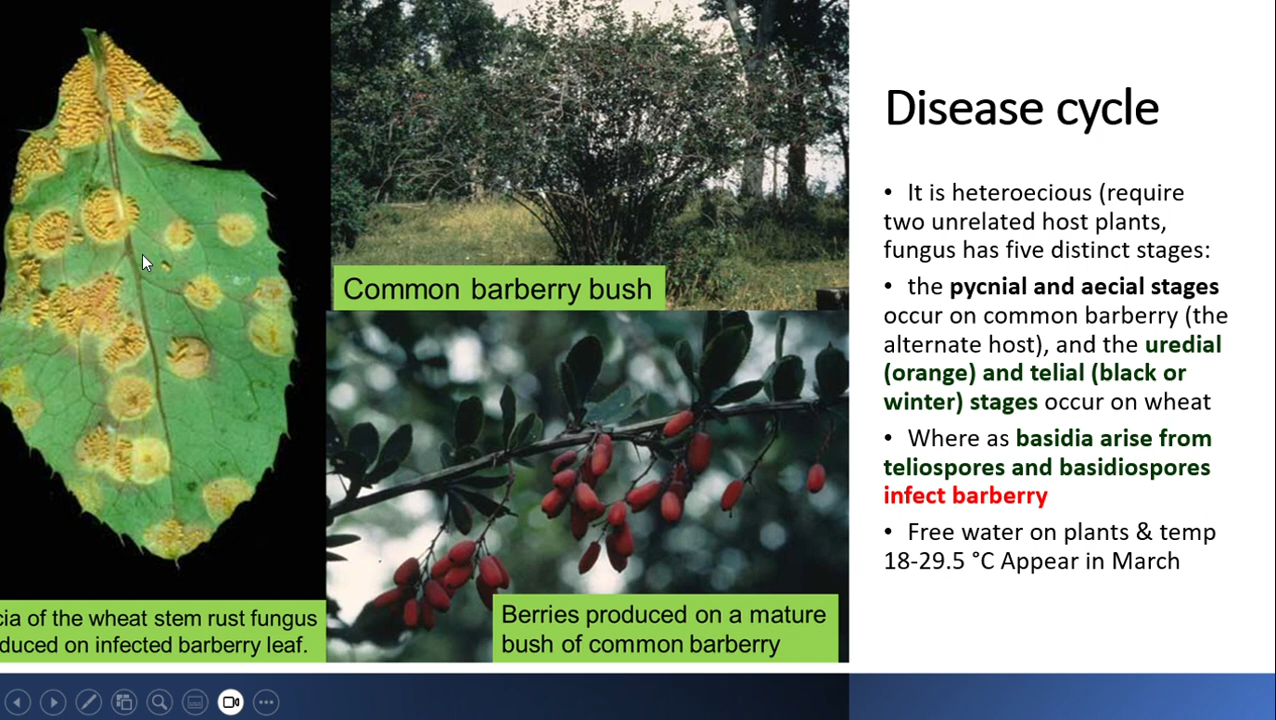 Disease cycle
• It is heteroecious (require
two unrelated host plants,
fungus has five distinct stages:
• the pycnial and aecial stages
occur on common barberry (the
alternate host), and the uredial
(orange) and telial (black or
winter) stages occur on wheat
• Where as basidia arise from
teliospores and basidiospores
infect barberry
• Free water on plants & temp
18-29.5 °C Appear in March
Common barberry bush
Berries produced on a mature
bush of common barberry
cia of the wheat stem rust fungus
duced on infected barberry leaf.